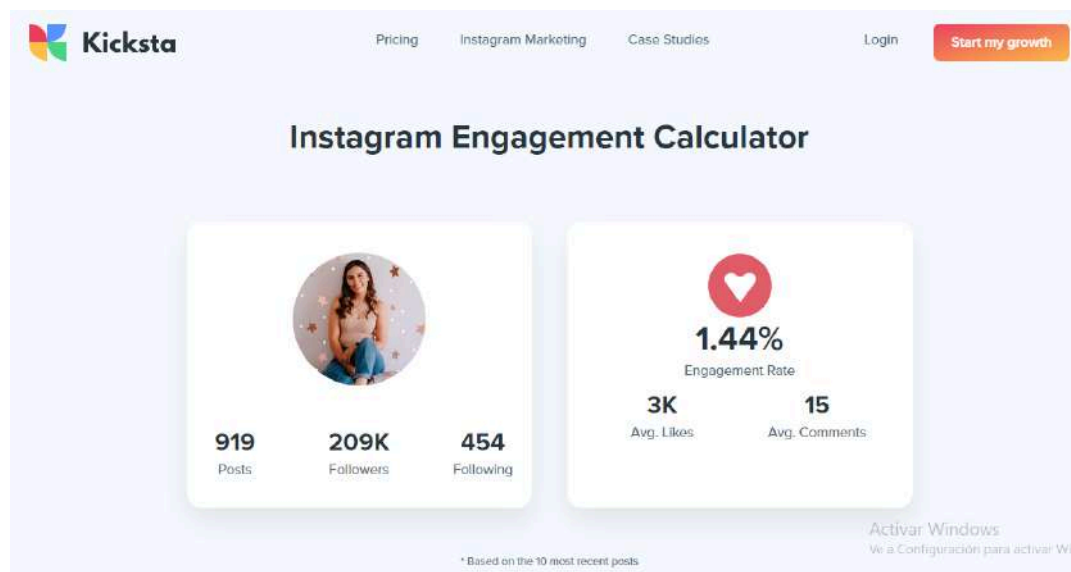 Kicksta
Pricing
Instagram Marketing
Case Studies
Login
Start my growth
Instagram Engagement Calculator
1.44%
Engagement Rate
3K
Avg. Likes
15
Avg. Comments
919
Posts
209K
Followers
454
Following
Activar Windows
Ve a Configuración para activar Wi
* Based on the 10 most recent posts